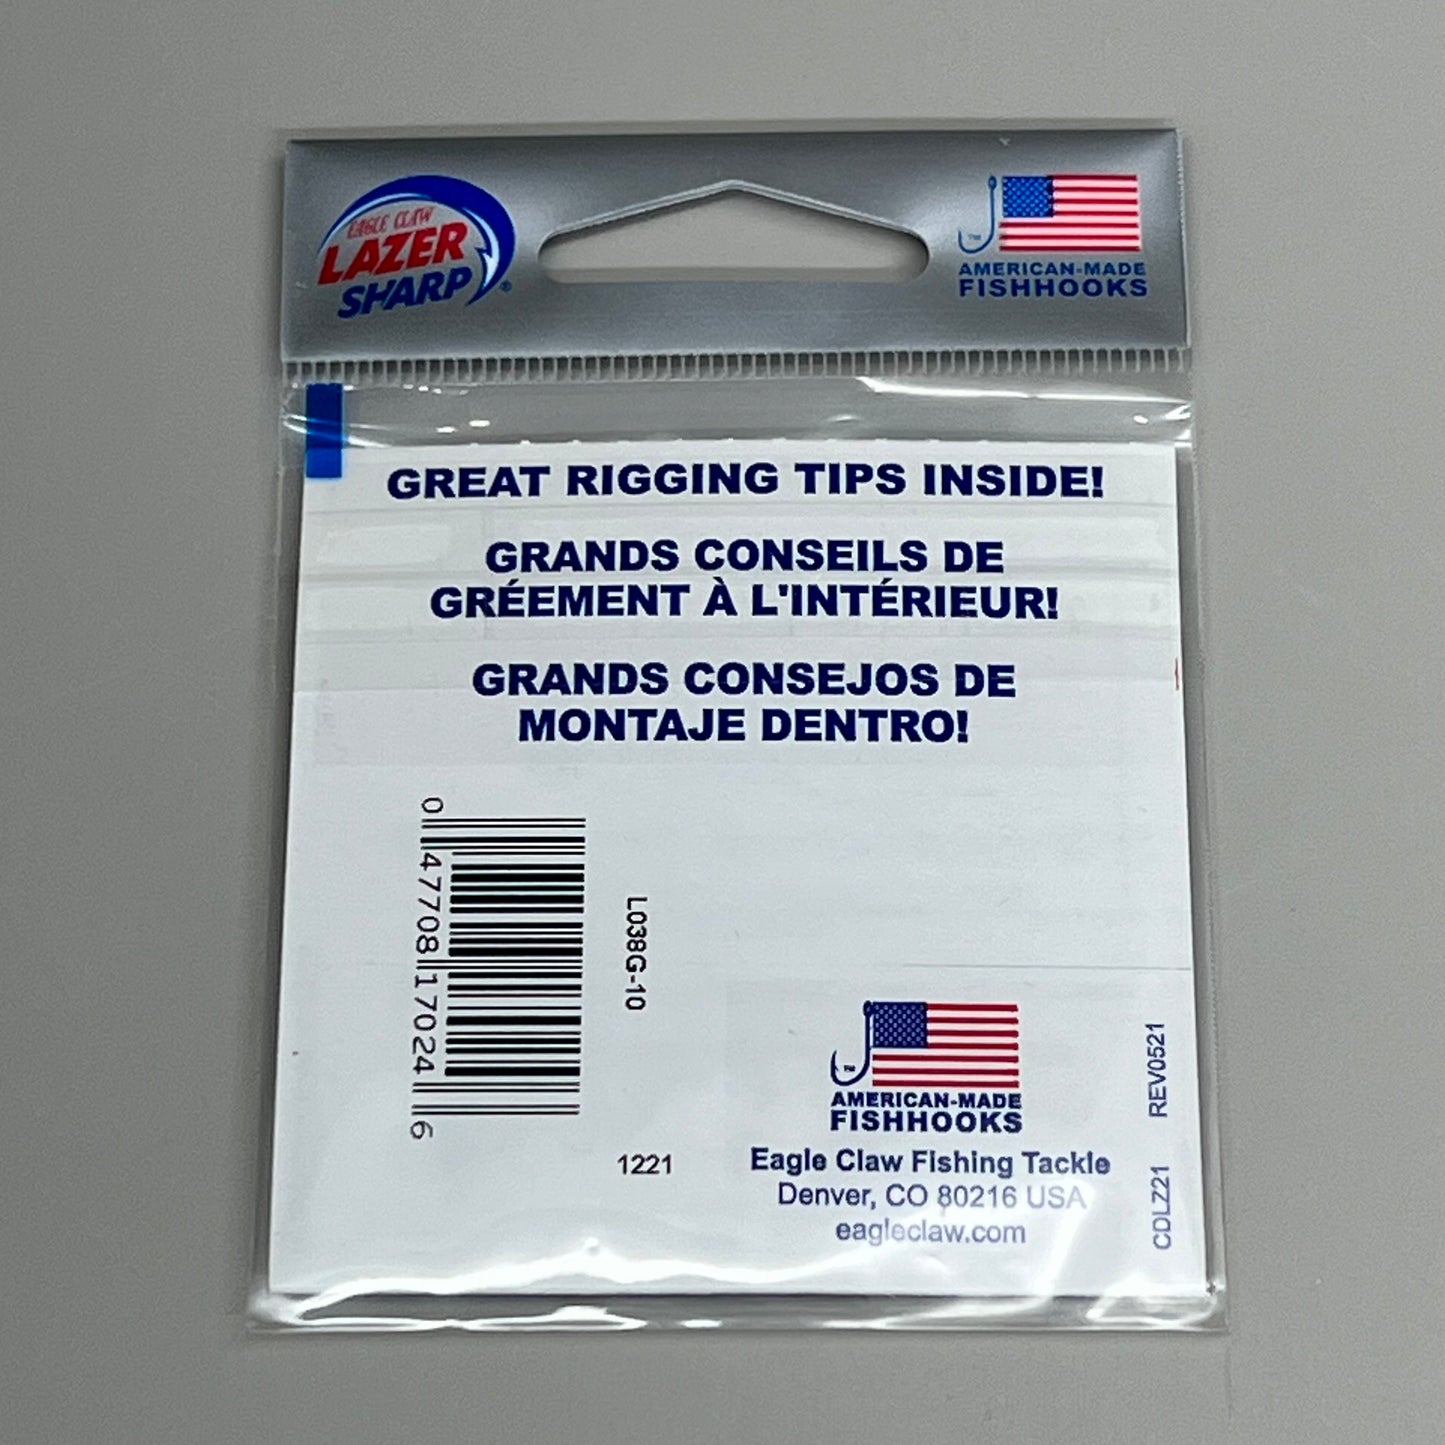 EAGLE CLAW
LAZER
SHARP®
™
AMERICAN-MADE
FISHHOOKS
GREAT RIGGING TIPS INSIDE!
GRANDS CONSEILS DE
GRÉEMENT À L'INTÉRIEUR!
GRANDS CONSEJOS DE
MONTAJE DENTRO!
0 47708 17024 6
L038G-10
1221
™
AMERICAN-MADE
FISHHOOKS
Eagle Claw Fishing Tackle
Denver, CO 80216 USA
eagleclaw.com
CDLZ21 REV0521